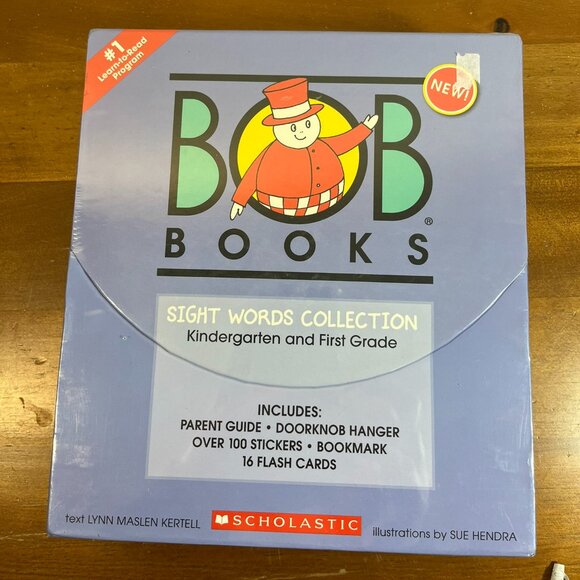 #1
Learn-to-Read
Program
NEW!
BOB
BOOKS®
SIGHT WORDS COLLECTION
Kindergarten and First Grade
INCLUDES:
PARENT GUIDE • DOORKNOB HANGER
OVER 100 STICKERS • BOOKMARK
16 FLASH CARDS
text LYNN MASLEN KERTELL
SCHOLASTIC
illustrations by SUE HENDRA